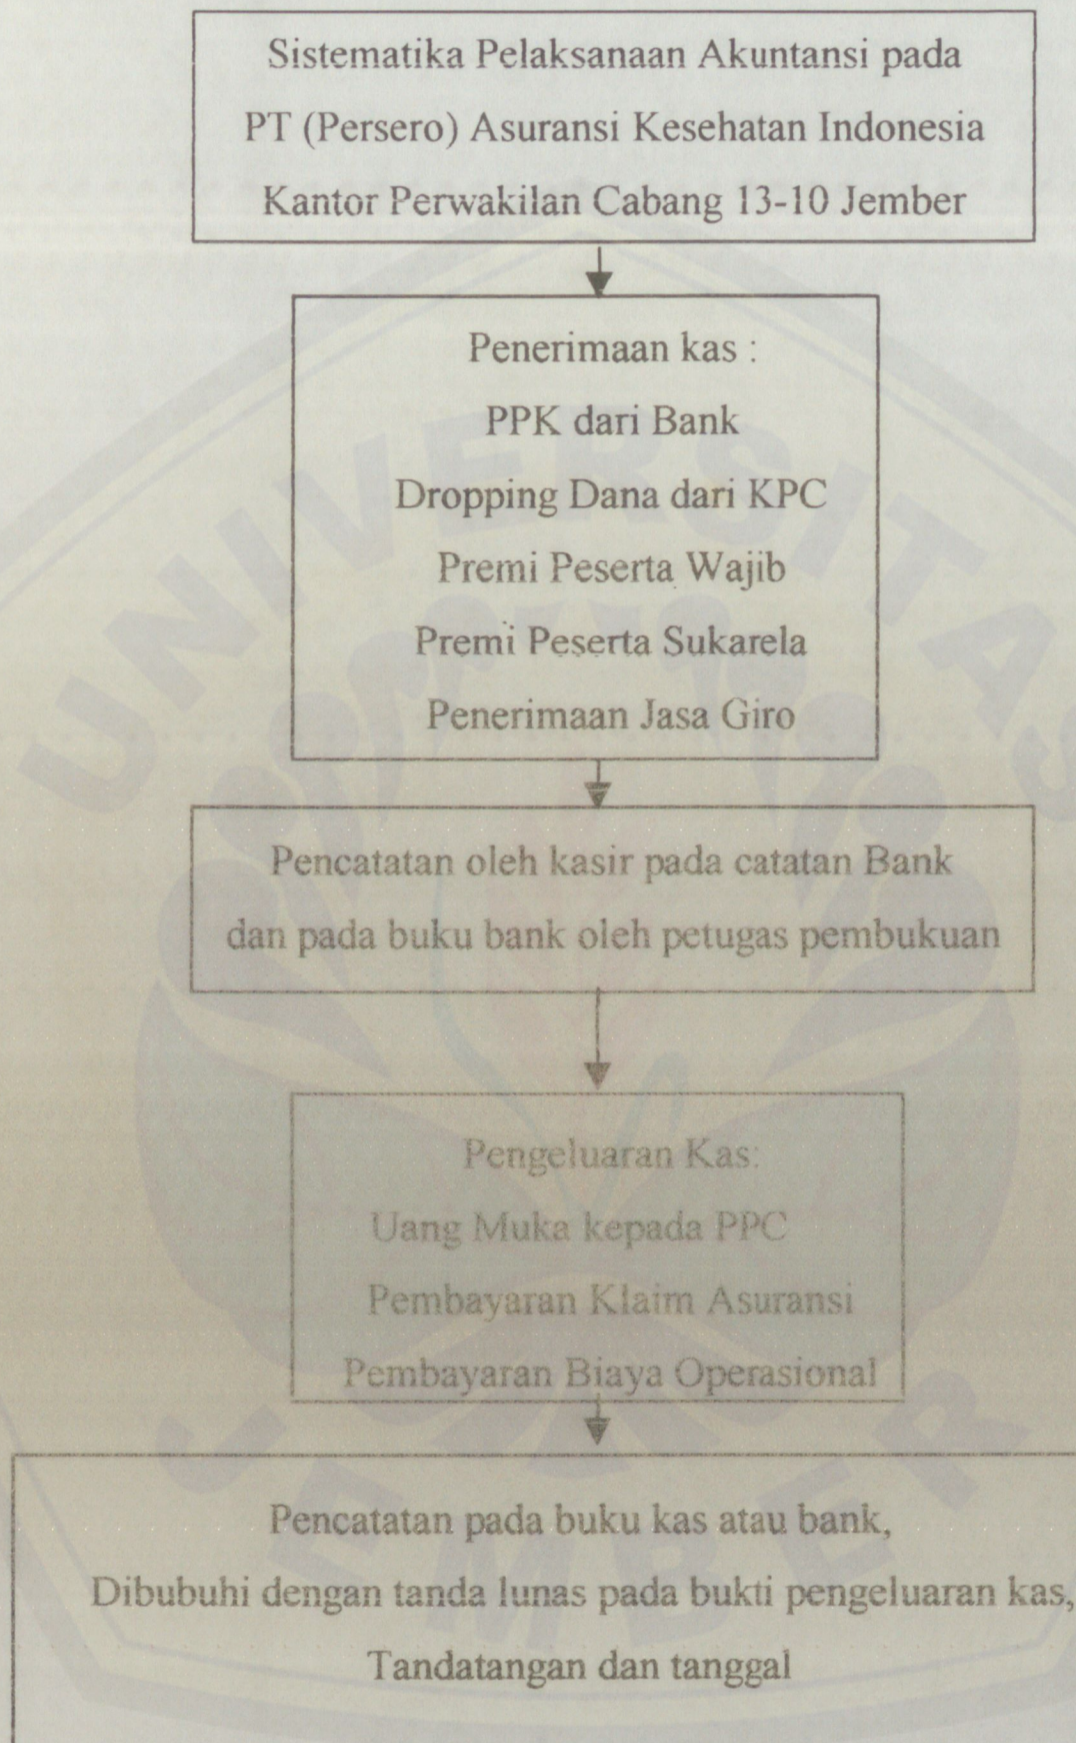 Sistematika Pelaksanaan Akuntansi pada
PT (Persero) Asuransi Kesehatan Indonesia
Kantor Perwakilan Cabang 13-10 Jember
Penerimaan kas :
PPK dari Bank
Dropping Dana dari KPC
Premi Peserta Wajib
Premi Peserta Sukarela
Penerimaan Jasa Giro
Pencatatan oleh kasir pada catatan Bank
dan pada buku bank oleh petugas pembukuan
Pengeluaran Kas:
Uang Muka kepada PPC
Pembayaran Klaim Asuransi
Pembayaran Biaya Operasional
Pencatatan pada buku kas atau bank,
Dibubuhi dengan tanda lunas pada bukti pengeluaran kas,
Tandatangan dan tanggal
UNIVERSITAS
JEMBER